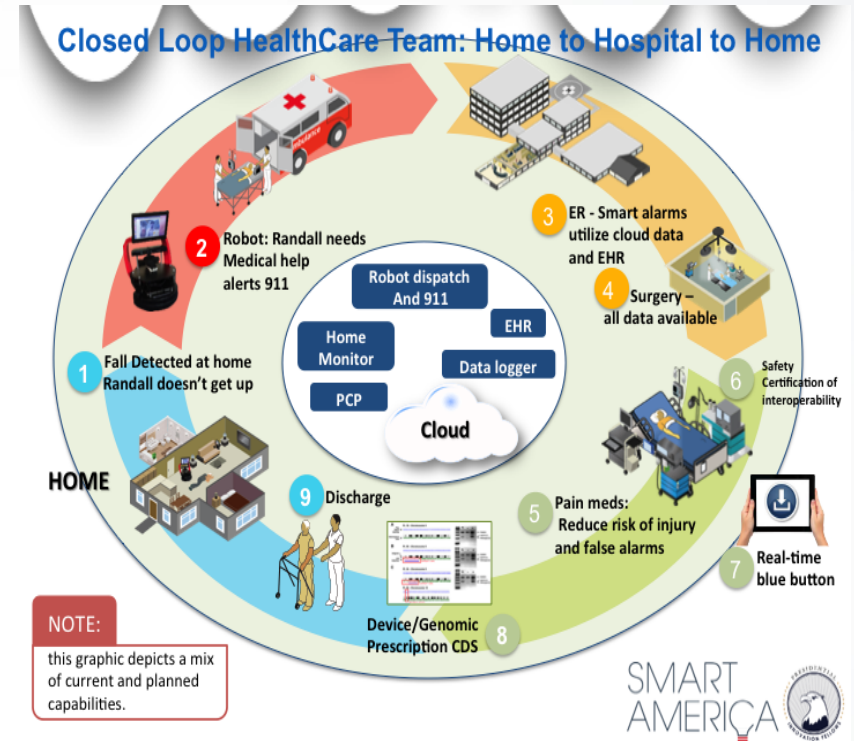 Closed Loop HealthCare Team: Home to Hospital to Home
ambulance
2
Robot: Randall needs
Medical help
alerts 911
3
ER - Smart alarms
utilize cloud data
and EHR
4
Surgery –
all data available
1
Fall Detected at home
Randall doesn't get up
Robot dispatch
And 911
EHR
Home
Monitor
Data logger
PCP
Cloud
6
Safety
Certification of
interoperability
HOME
9
Discharge
5
Pain meds:
Reduce risk of injury
and false alarms
7
Real-time
blue button
Device/Genomic
Prescription CDS
8
NOTE:
this graphic depicts a mix
of current and planned
capabilities.
SMART
AMERICA
PRESIDENTIAL
INNOVATION FELLOWS